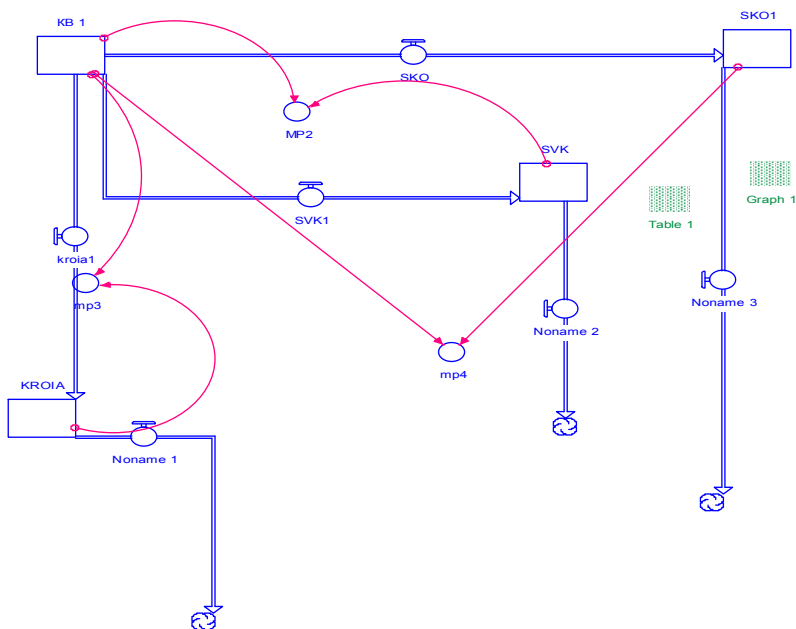 KB 1
SKO1
SKO
MP2
SVK
Graph 1
SVK1
Table 1
kroia1
mp3
Noname 3
Noname 2
mp4
KROIA
Noname 1